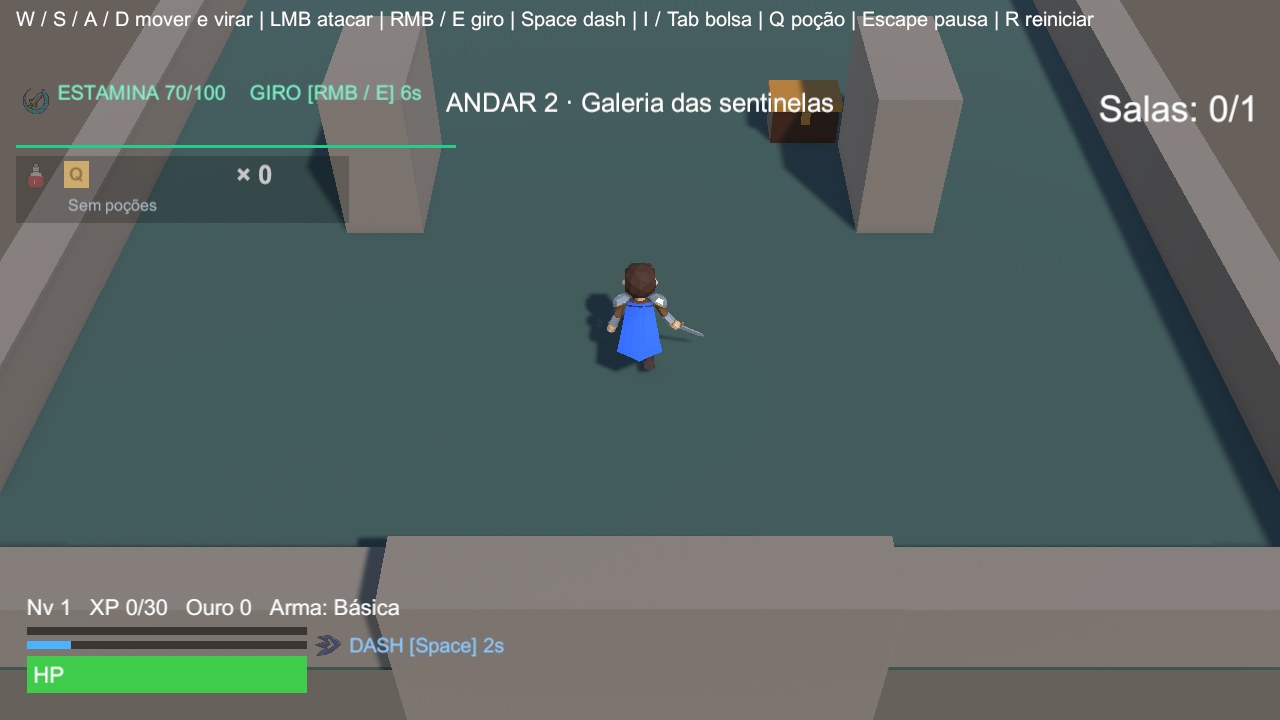 W / S / A / D mover e virar | LMB atacar | RMB / E giro | Space dash | I / Tab bolsa | Q poção | Escape pausa | R reiniciar
ESTAMINA 70/100 GIRO [RMB / E] 6s
ANDAR 2 · Galeria das sentinelas
Salas: 0/1
Q × 0
Sem poções
Nv 1 XP 0/30 Ouro 0 Arma: Básica
DASH [Space] 2s
HP